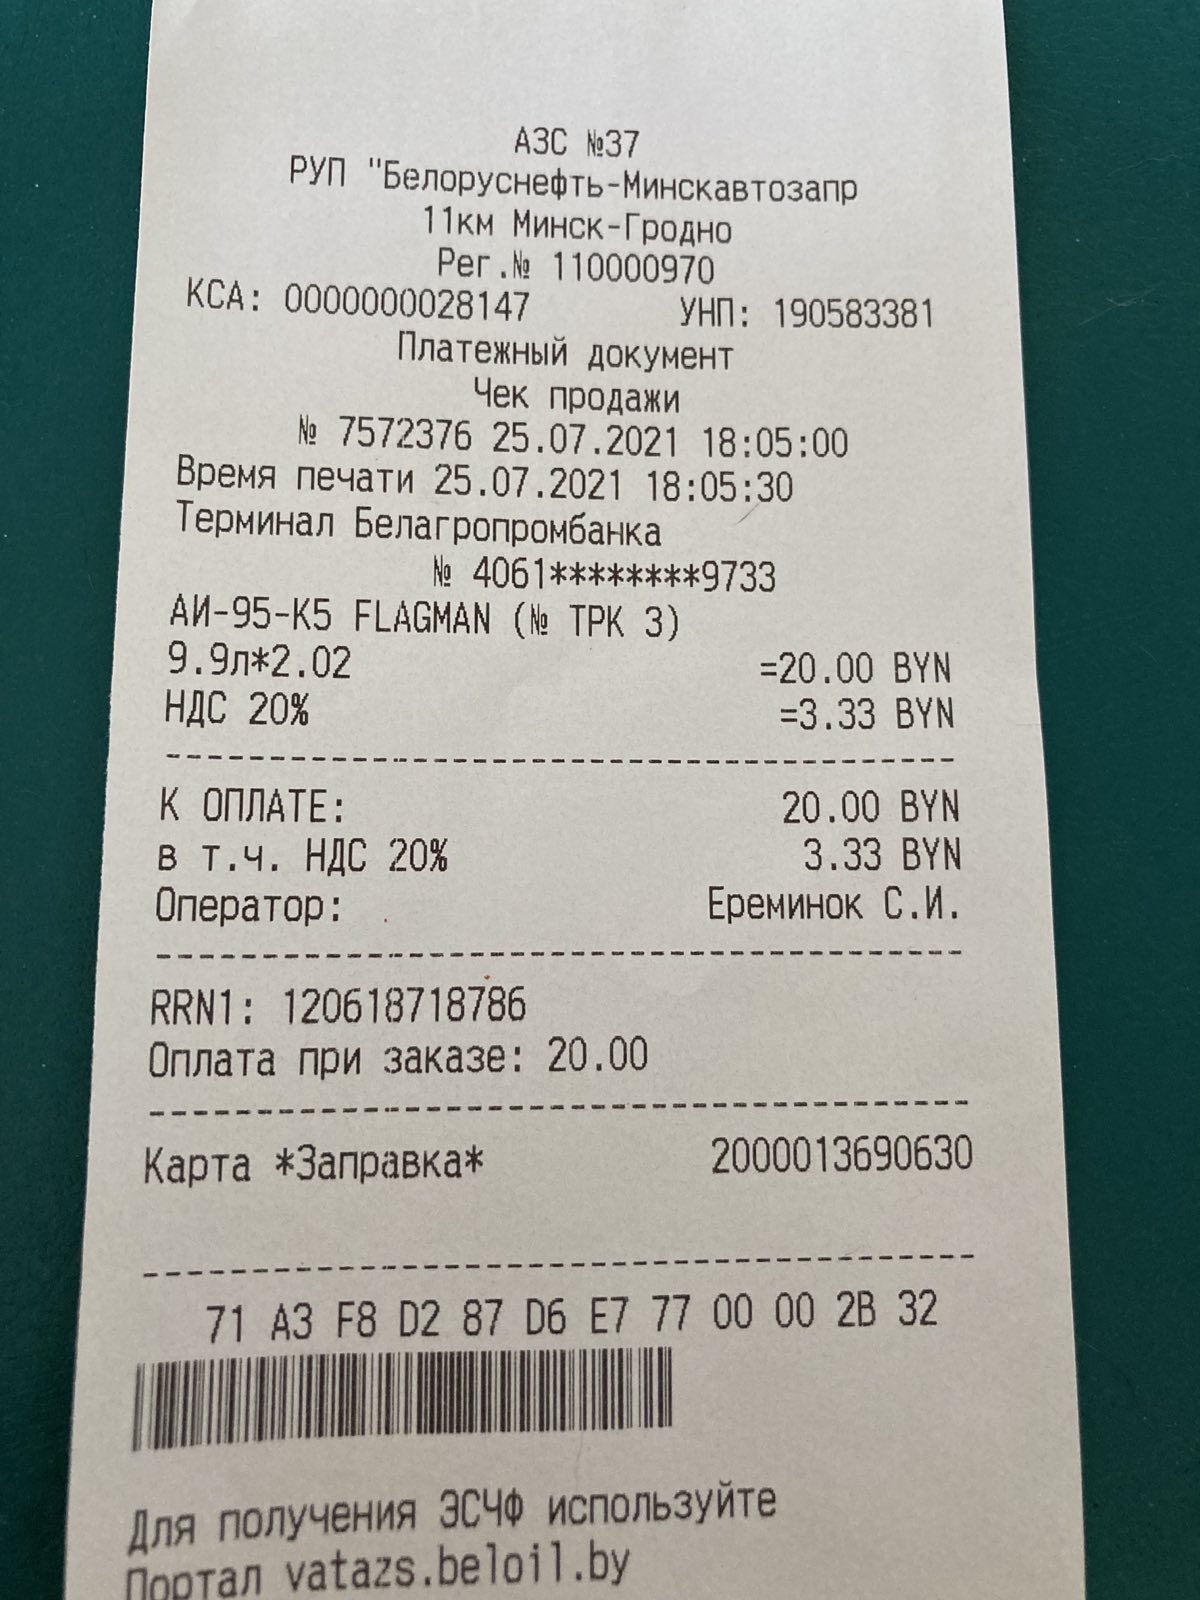 АЗС №37
РУП "Белоруснефть-Минскавтозапр
11км Минск-Гродно
Рег.№ 110000970
КСА: 0000000028147 УНП: 190583381
Платежный документ
Чек продажи
№ 7572376 25.07.2021 18:05:00
Время печати 25.07.2021 18:05:30
Терминал Белагропромбанка
№ 4061********9733
АИ-95-К5 FLAGMAN (№ ТРК 3)
9.9л*2.02 =20.00 BYN
НДС 20% =3.33 BYN
К ОПЛАТЕ: 20.00 BYN
в т.ч. НДС 20% 3.33 BYN
Оператор: Ереминок С.И.
RRN1: 120618718786
Оплата при заказе: 20.00
Карта *Заправка* 2000013690630
71 A3 F8 D2 87 D6 E7 77 00 00 2B 32
Для получения ЭСЧФ используйте
Портал vatazs.beloil.by